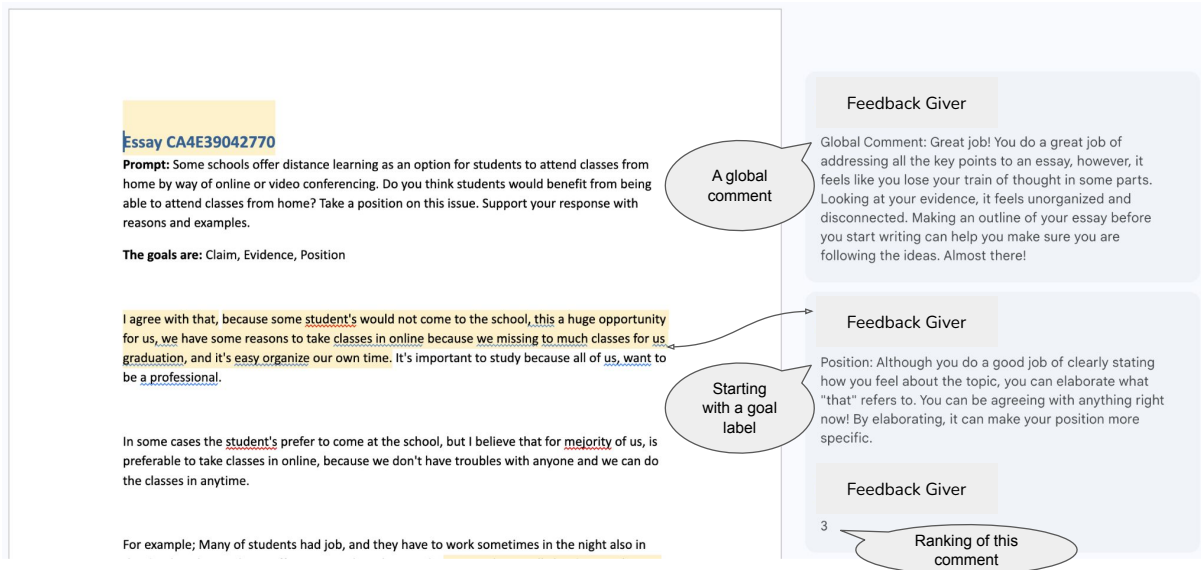 Essay CA4E39042770
Prompt: Some schools offer distance learning as an option for students to attend classes from
home by way of online or video conferencing. Do you think students would benefit from being
able to attend classes from home? Take a position on this issue. Support your response with
reasons and examples.
The goals are: Claim, Evidence, Position
I agree with that, because some student's would not come to the school, this a huge opportunity
for us, we have some reasons to take classes in online because we missing to much classes for us
graduation, and it's easy organize our own time. It's important to study because all of us, want to
be a professional.
In some cases the student's prefer to come at the school, but I believe that for mejority of us, is
preferable to take classes in online, because we don't have troubles with anyone and we can do
the classes in anytime.
For example; Many of students had job, and they have to work sometimes in the night also in
A global
comment
Starting
with a goal
label
Feedback Giver
Global Comment: Great job! You do a great job of
addressing all the key points to an essay, however, it
feels like you lose your train of thought in some parts.
Looking at your evidence, it feels unorganized and
disconnected. Making an outline of your essay before
you start writing can help you make sure you are
following the ideas. Almost there!
Feedback Giver
Position: Although you do a good job of clearly stating
how you feel about the topic, you can elaborate what
"that" refers to. You can be agreeing with anything right
now! By elaborating, it can make your position more
specific.
Feedback Giver
3
Ranking of this
comment